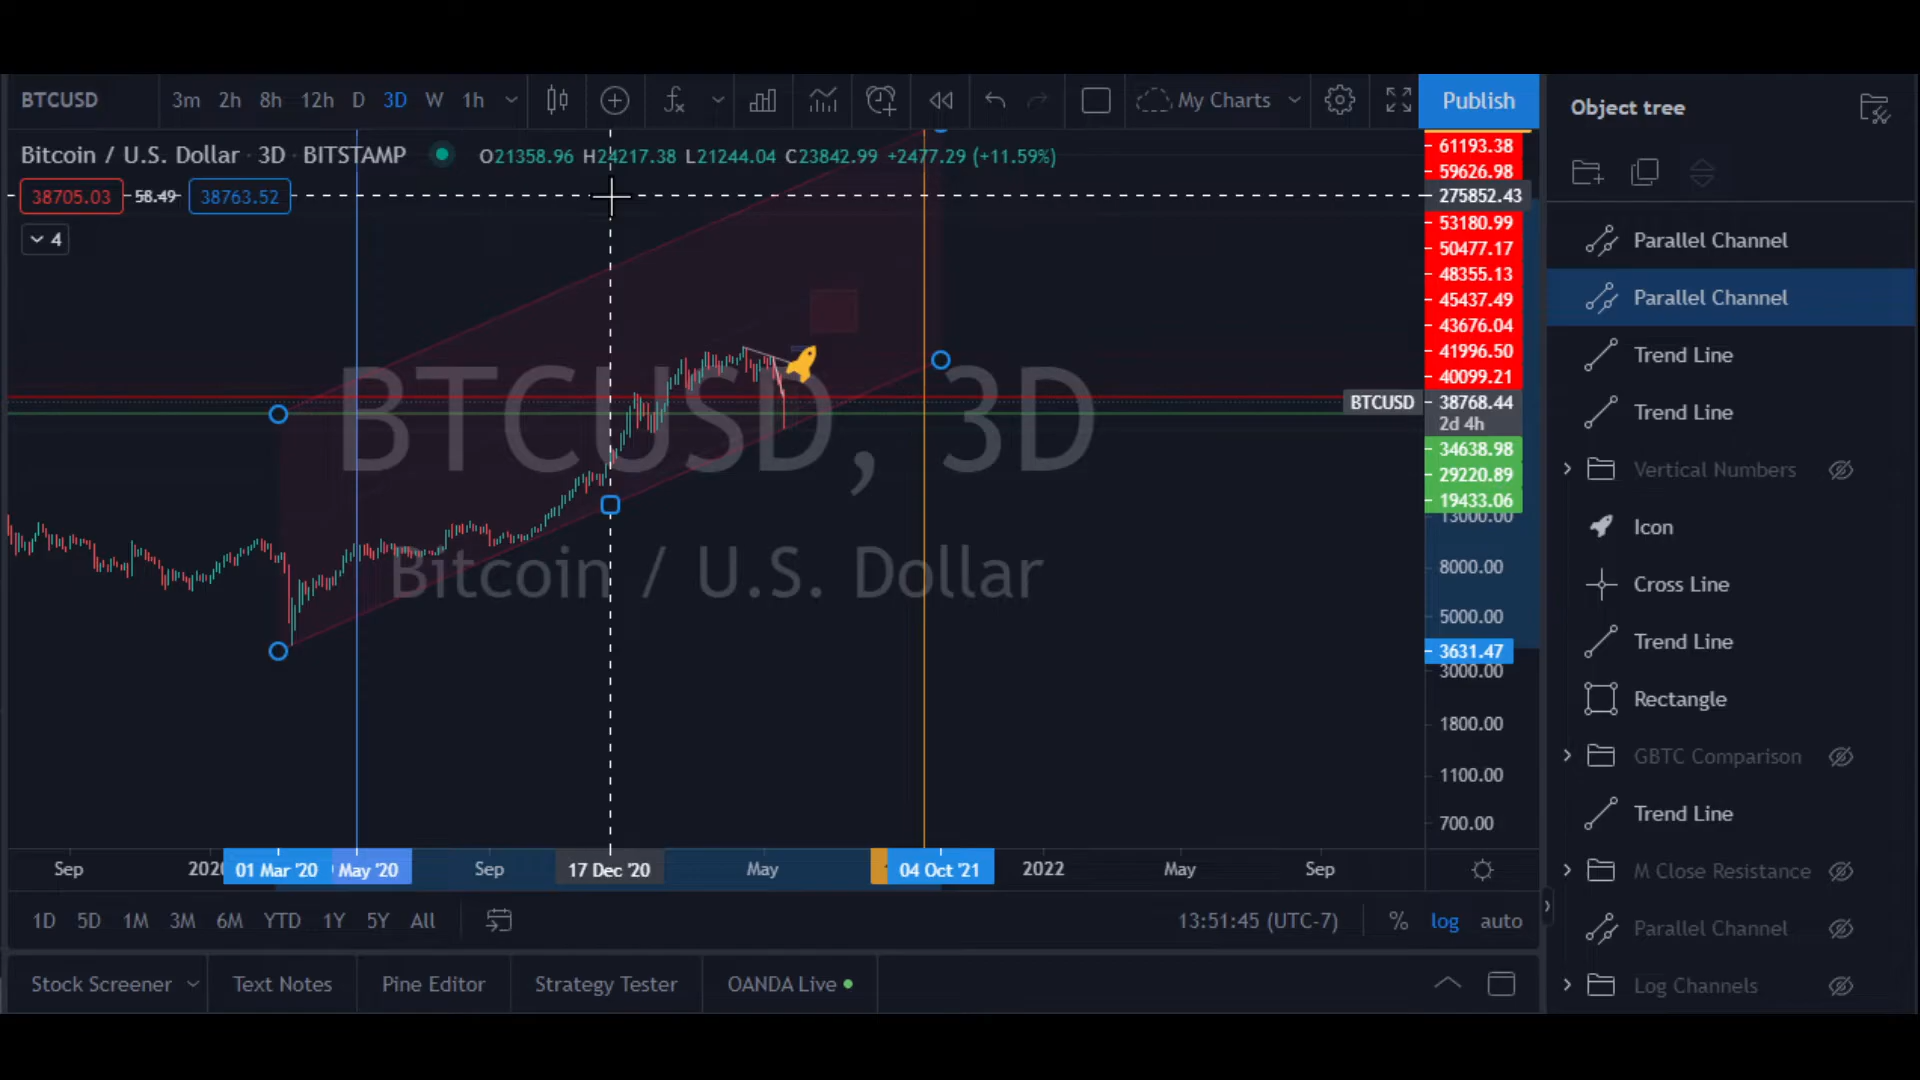 BTCUSD 3m 2h 8h 12h D 3D W 1h My Charts Publish
Bitcoin / U.S. Dollar · 3D · BITSTAMP O21358.96 H24217.38 L21244.04 C23842.99 +2477.29 (+11.59%)
38705.03 58.49 38763.52
4
BTCUSD, 3D
Bitcoin / U.S. Dollar
61193.38
59626.98
275852.43
53180.99
50477.17
48355.13
45437.49
43676.04
41996.50
40099.21
BTCUSD 38768.44
2d 4h
34638.98
29220.89
19433.06
13000.00
8000.00
5000.00
3631.47
3000.00
1800.00
1100.00
700.00
Sep 01 Mar '20 May '20 Sep 17 Dec '20 May 04 Oct '21 2022 May Sep
1D 5D 1M 3M 6M YTD 1Y 5Y All 13:51:45 (UTC-7) % log auto
Stock Screener Text Notes Pine Editor Strategy Tester OANDA Live
Object tree
Parallel Channel
Parallel Channel
Trend Line
Trend Line
Vertical Numbers
Icon
Cross Line
Trend Line
Rectangle
GBTC Comparison
Trend Line
M Close Resistance
Parallel Channel
Log Channels